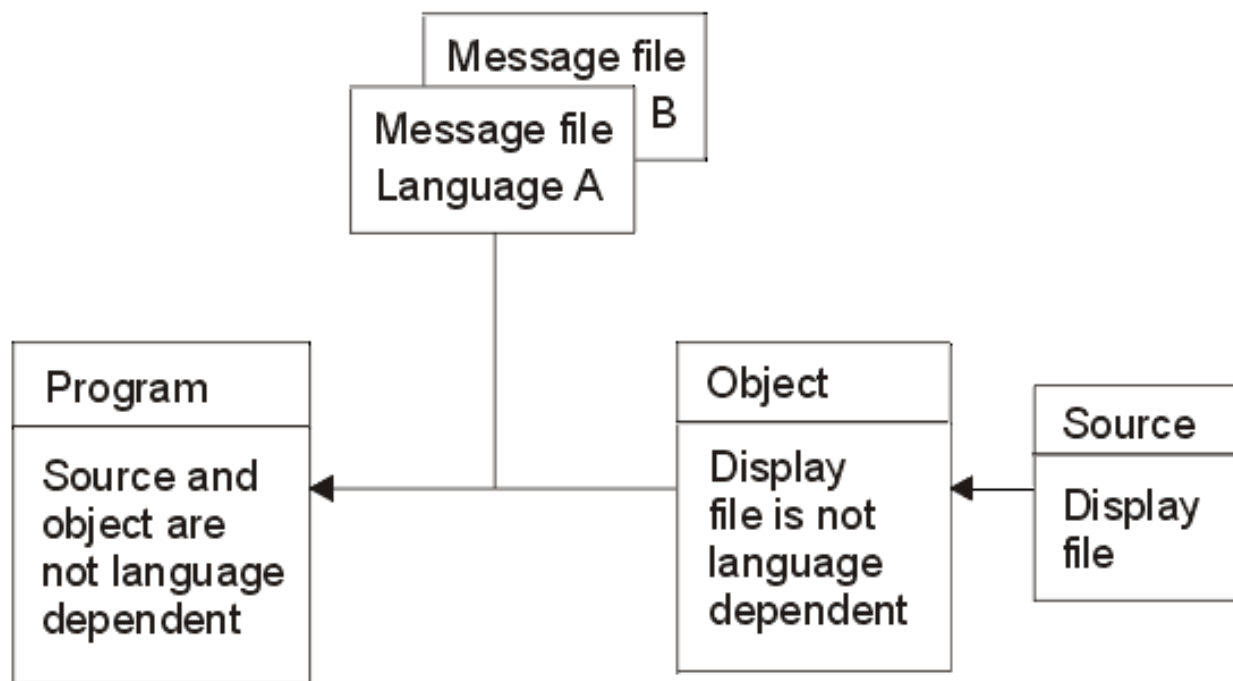 Message file
B
Message file
Language A
Program
Source and
object are
not language
dependent
Object
Display
file is not
language
dependent
Source
Display
file